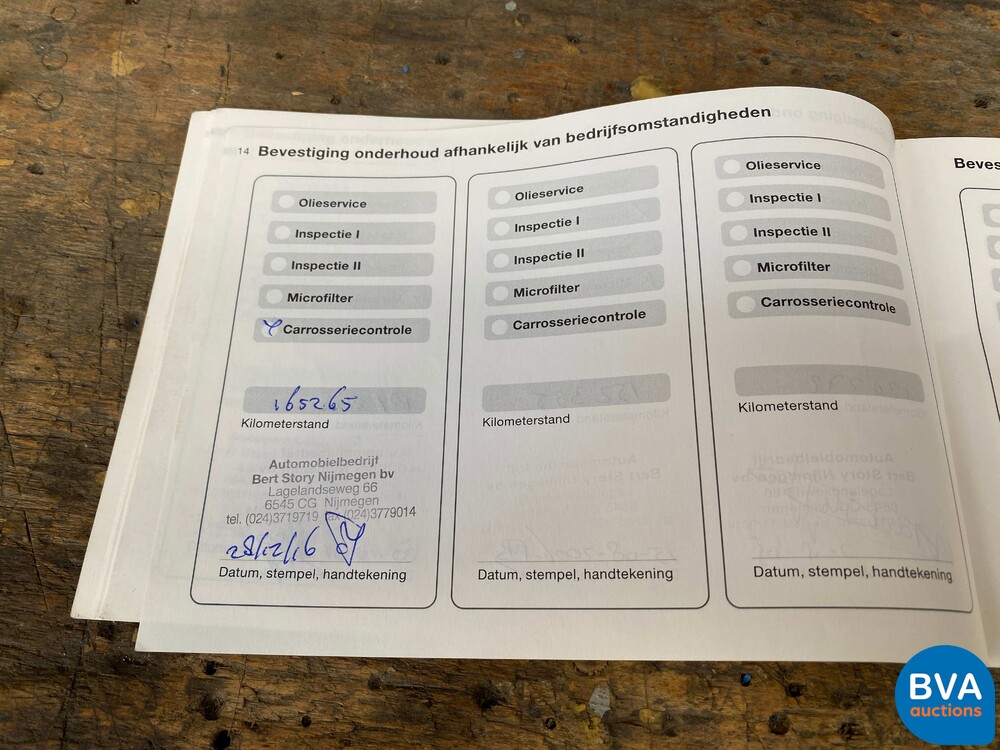 14 Bevestiging onderhoud afhankelijk van bedrijfsomstandigheden
Olieservice
Inspectie I
Inspectie II
Microfilter
Carrosseriecontrole
165265
Kilometerstand
Automobielbedrijf
Bert Story Nijmegen bv
Lagelandseweg 66
6545 CG Nijmegen
tel. (024)3719719 fax (024)3779014
28/12/16
Datum, stempel, handtekening
Olieservice
Inspectie I
Inspectie II
Microfilter
Carrosseriecontrole
Kilometerstand
Datum, stempel, handtekening
Olieservice
Inspectie I
Inspectie II
Microfilter
Carrosseriecontrole
Kilometerstand
Datum, stempel, handtekening
Beves
BVA
auctions